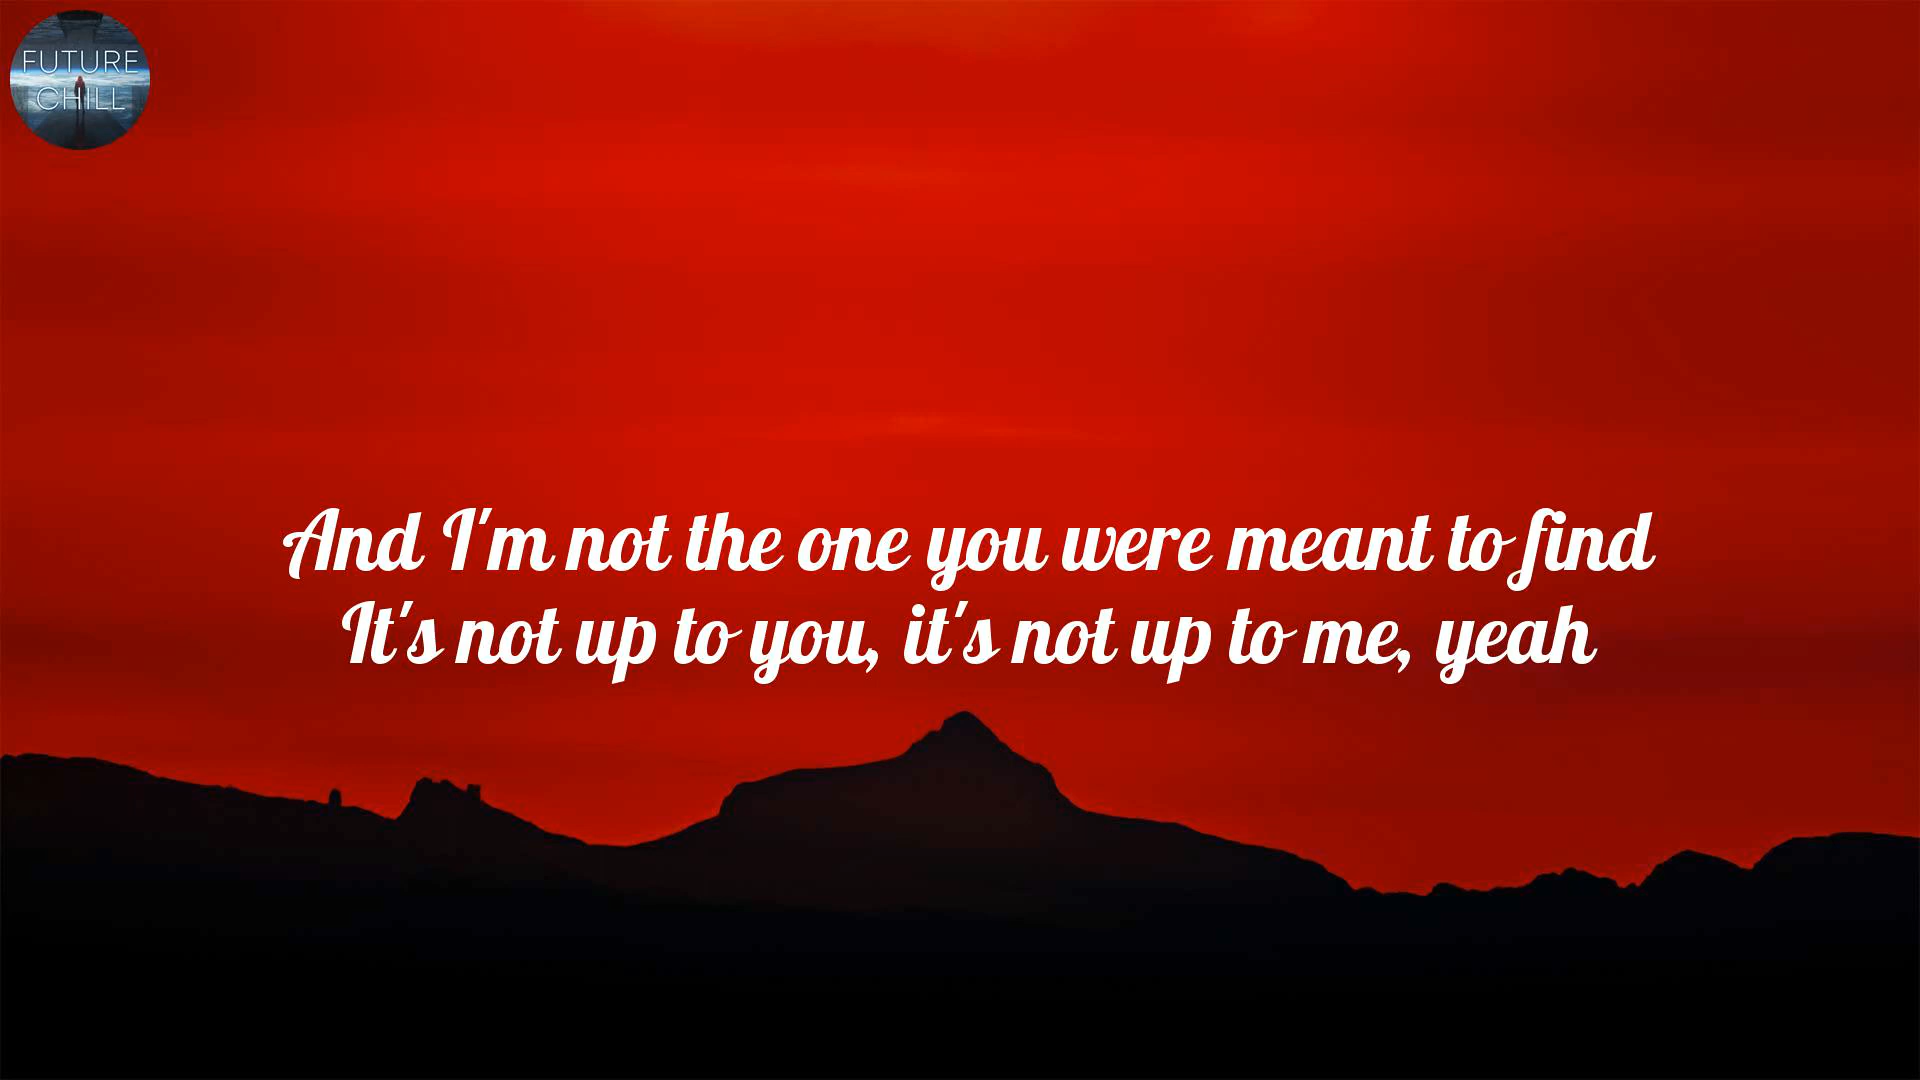 FUTURE
CHILL
And I'm not the one you were meant to find
It's not up to you, it's not up to me, yeah